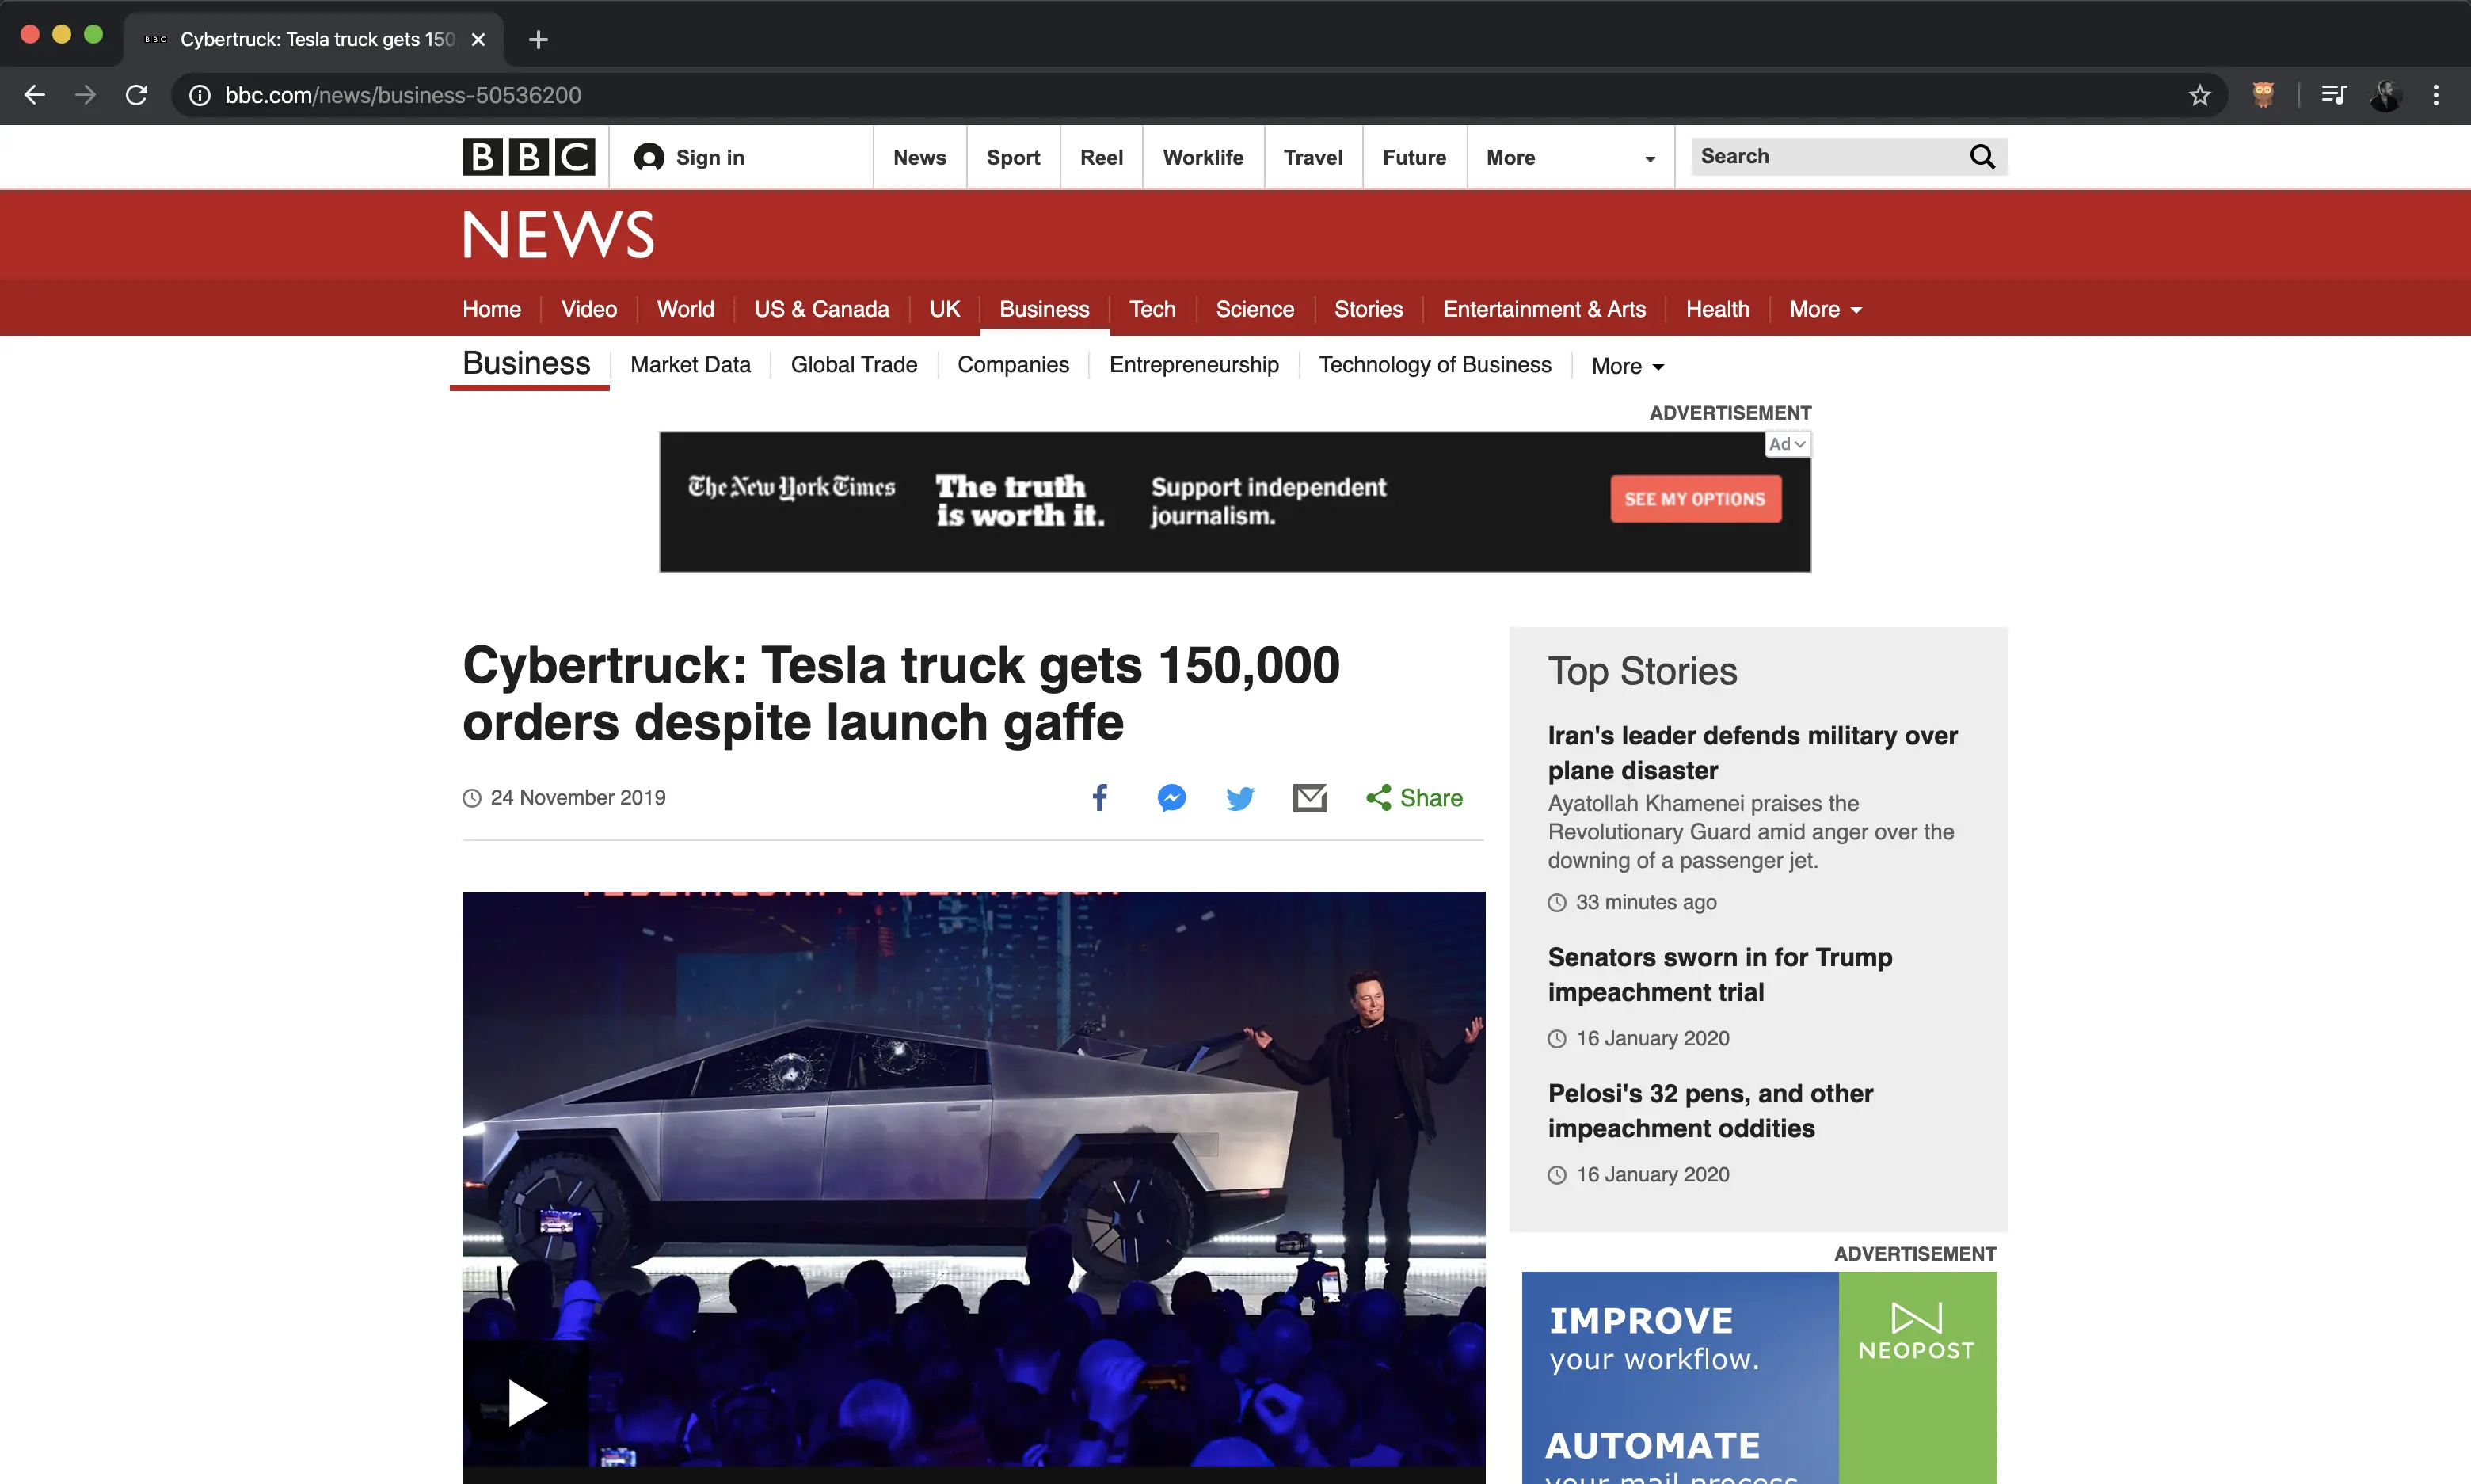 BBC Cybertruck: Tesla truck gets 150
bbc.com/news/business-50536200
BBC Sign in News Sport Reel Worklife Travel Future More Search
NEWS
Home Video World US & Canada UK Business Tech Science Stories Entertainment & Arts Health More
Business Market Data Global Trade Companies Entrepreneurship Technology of Business More
ADVERTISEMENT
Ad
The New York Times
The truth
is worth it.
Support independent
journalism.
SEE MY OPTIONS
Cybertruck: Tesla truck gets 150,000
orders despite launch gaffe
24 November 2019
Share
Top Stories
Iran's leader defends military over
plane disaster
Ayatollah Khamenei praises the
Revolutionary Guard amid anger over the
downing of a passenger jet.
33 minutes ago
Senators sworn in for Trump
impeachment trial
16 January 2020
Pelosi's 32 pens, and other
impeachment oddities
16 January 2020
ADVERTISEMENT
IMPROVE
your workflow.
NEOPOST
AUTOMATE
your mail process